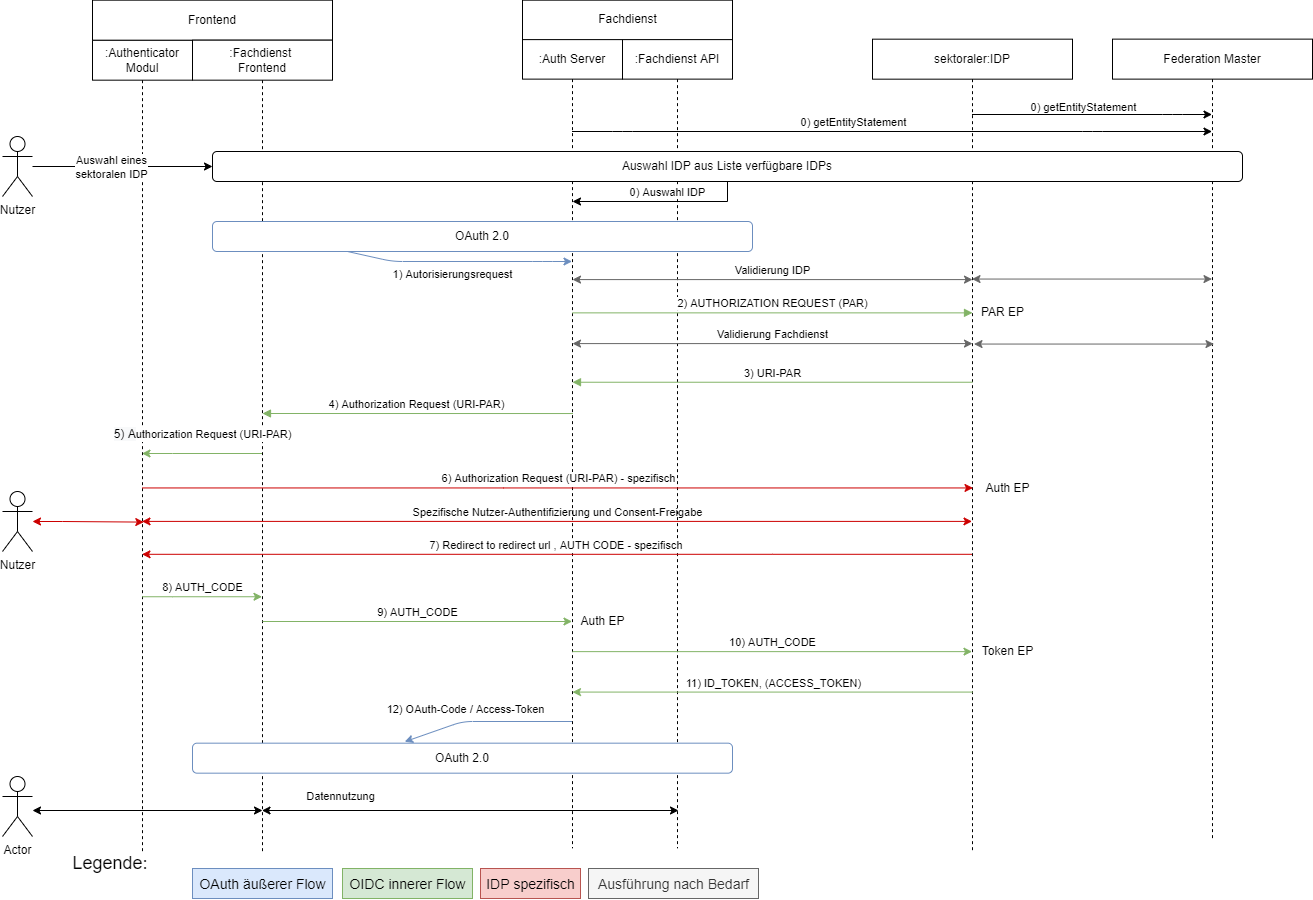 Frontend
Fachdienst
:Authenticator
Modul
:Fachdienst
Frontend
:Auth Server
:Fachdienst API
sektoraler:IDP
Federation Master
0) getEntityStatement
0) getEntityStatement
Auswahl eines
sektoralen IDP
Auswahl IDP aus Liste verfügbare IDPs
Nutzer
0) Auswahl IDP
OAuth 2.0
1) Autorisierungsrequest
Validierung IDP
2) AUTHORIZATION REQUEST (PAR)
PAR EP
Validierung Fachdienst
3) URI-PAR
4) Authorization Request (URI-PAR)
5) Authorization Request (URI-PAR)
6) Authorization Request (URI-PAR) - spezifisch
Auth EP
Spezifische Nutzer-Authentifizierung und Consent-Freigabe
Nutzer
7) Redirect to redirect url , AUTH CODE - spezifisch
8) AUTH_CODE
9) AUTH_CODE
Auth EP
10) AUTH_CODE
Token EP
11) ID_TOKEN, (ACCESS_TOKEN)
12) OAuth-Code / Access-Token
OAuth 2.0
Datennutzung
Actor
Legende:
OAuth äußerer Flow
OIDC innerer Flow
IDP spezifisch
Ausführung nach Bedarf